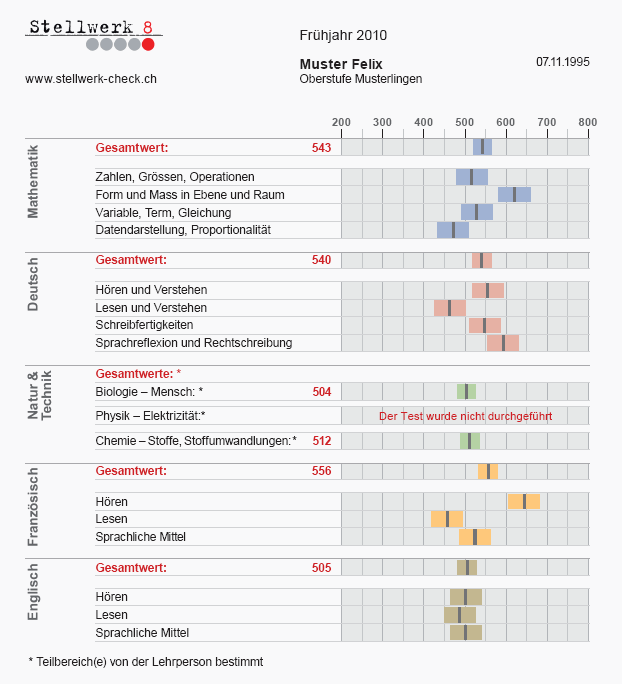 Stellwerk 8
Frühjahr 2010
Muster Felix 07.11.1995
www.stellwerk-check.ch Oberstufe Musterlingen
200 300 400 500 600 700 800
Mathematik
Gesamtwert: 543
Zahlen, Grössen, Operationen
Form und Mass in Ebene und Raum
Variable, Term, Gleichung
Datendarstellung, Proportionalität
Deutsch
Gesamtwert: 540
Hören und Verstehen
Lesen und Verstehen
Schreibfertigkeiten
Sprachreflexion und Rechtschreibung
Natur &
Technik
Gesamtwerte: *
Biologie – Mensch: * 504
Physik – Elektrizität:* Der Test wurde nicht durchgeführt
Chemie – Stoffe, Stoffumwandlungen:* 512
Französisch
Gesamtwert: 556
Hören
Lesen
Sprachliche Mittel
Englisch
Gesamtwert: 505
Hören
Lesen
Sprachliche Mittel
* Teilbereich(e) von der Lehrperson bestimmt